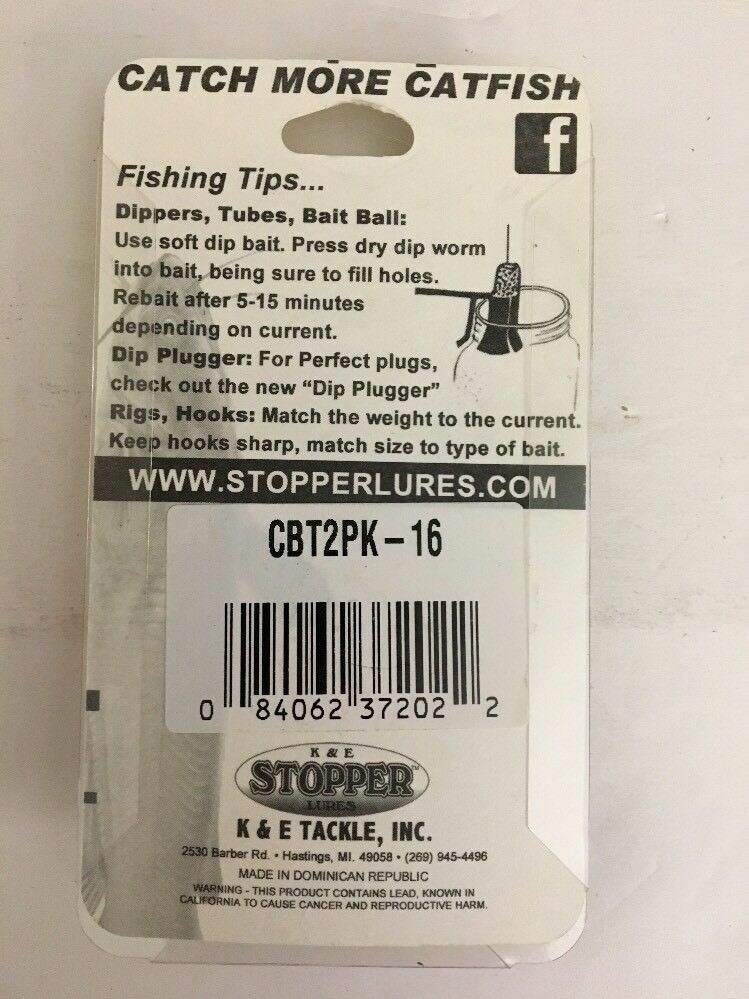 CATCH MORE CATFISH
f
Fishing Tips...
Dippers, Tubes, Bait Ball:
Use soft dip bait. Press dry dip worm
into bait, being sure to fill holes.
Rebait after 5-15 minutes
depending on current.
Dip Plugger: For Perfect plugs,
check out the new “Dip Plugger”
Rigs, Hooks: Match the weight to the current.
Keep hooks sharp, match size to type of bait.
WWW.STOPPERLURES.COM
CBT2PK-16
0 84062 37202 2
K & E
STOPPER™
LURES
K & E TACKLE, INC.
2530 Barber Rd. • Hastings, MI. 49058 • (269) 945-4496
MADE IN DOMINICAN REPUBLIC
WARNING - THIS PRODUCT CONTAINS LEAD, KNOWN IN
CALIFORNIA TO CAUSE CANCER AND REPRODUCTIVE HARM.